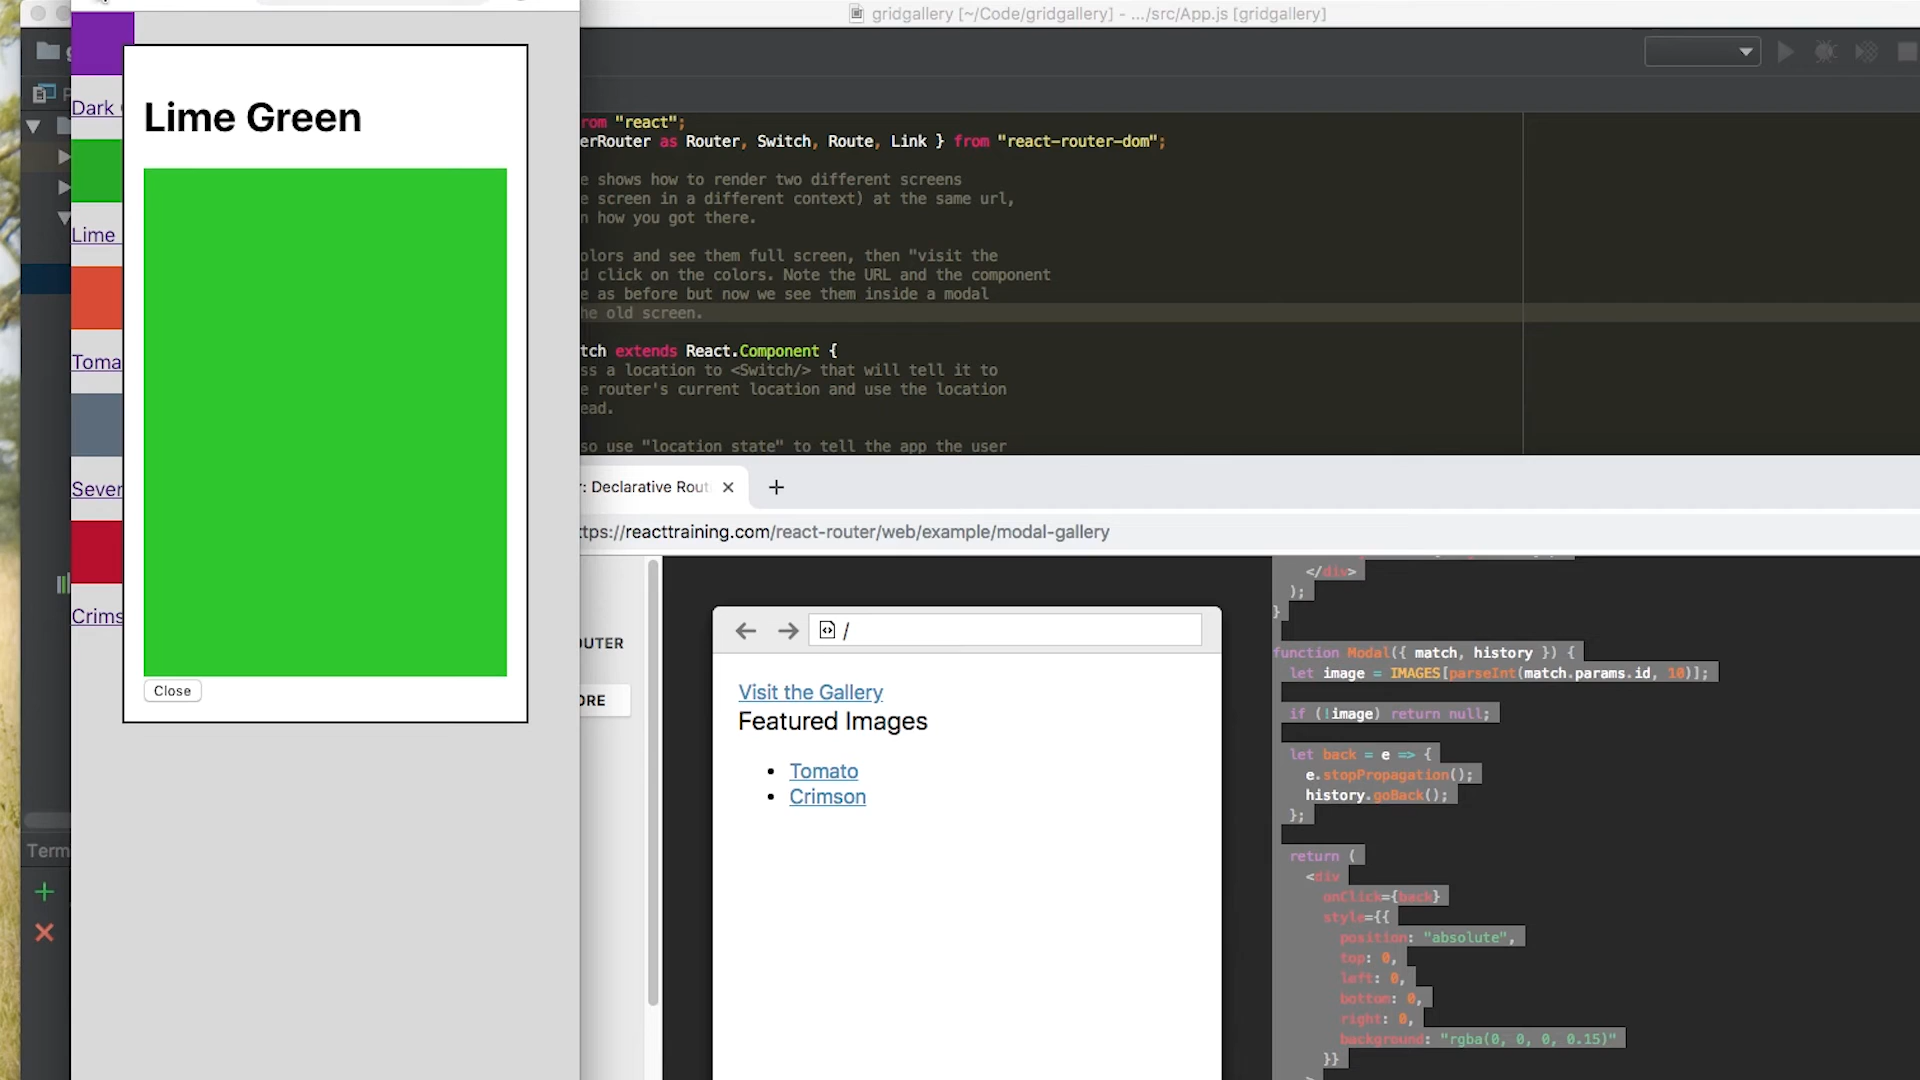 gridgallery [~/Code/gridgallery] - .../src/App.js [gridgallery]
Dark
Lime
Toma
Sever
Crims
Lime Green
Close
rom "react";
erRouter as Router, Switch, Route, Link } from "react-router-dom";
e shows how to render two different screens
e screen in a different context) at the same url,
n how you got there.
olors and see them full screen, then "visit the
d click on the colors. Note the URL and the component
e as before but now we see them inside a modal
he old screen.
tch extends React.Component {
ss a location to <Switch/> that will tell it to
e router's current location and use the location
ead.
so use "location state" to tell the app the user
r: Declarative Rout
ttps://reacttraining.com/react-router/web/example/modal-gallery
OUTER
ORE
/
Visit the Gallery
Featured Images
• Tomato
• Crimson
</div>
);
}
function Modal({ match, history }) {
let image = IMAGES[parseInt(match.params.id, 10)];
if (!image) return null;
let back = e => {
e.stopPropagation();
history.goBack();
};
return (
<div
onClick={back}
style={{
position: "absolute",
top: 0,
left: 0,
bottom: 0,
right: 0,
background: "rgba(0, 0, 0, 0.15)"
}}
>
Term